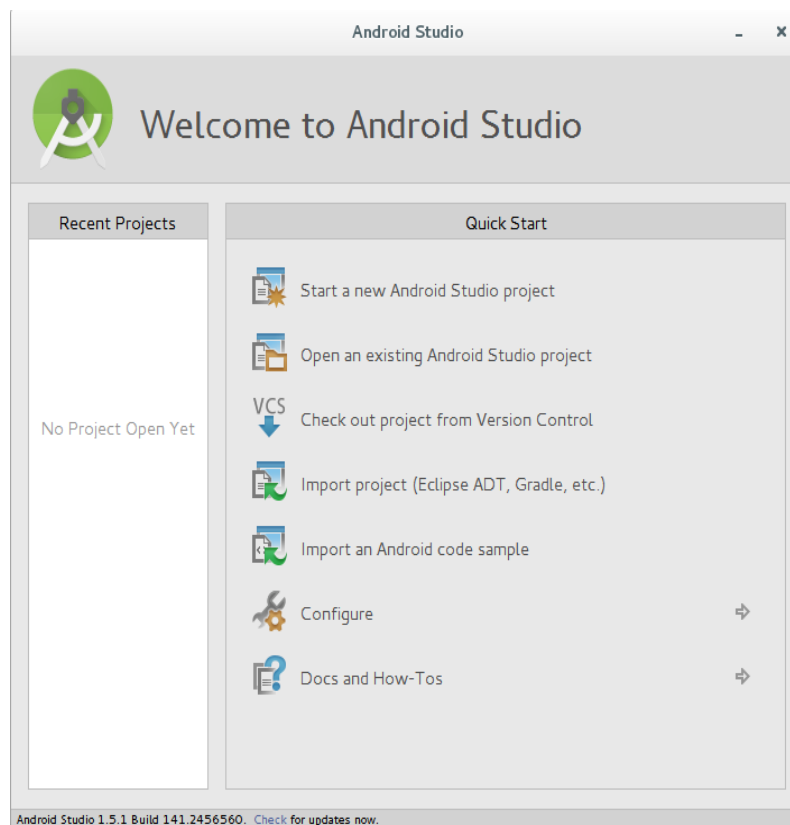 Android Studio
Welcome to Android Studio
Recent Projects
No Project Open Yet
Quick Start
Start a new Android Studio project
Open an existing Android Studio project
VCS
Check out project from Version Control
Import project (Eclipse ADT, Gradle, etc.)
Import an Android code sample
Configure
Docs and How-Tos
Android Studio 1.5.1 Build 141.2456560. Check for updates now.